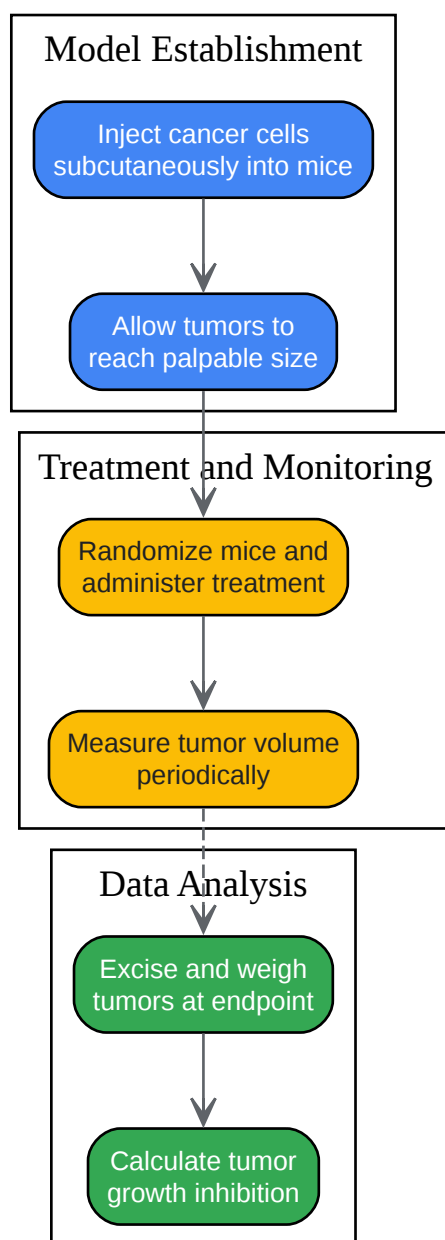 Model Establishment
Inject cancer cells
subcutaneously into mice
Allow tumors to
reach palpable size
Treatment and Monitoring
Randomize mice and
administer treatment
Measure tumor volume
periodically
Data Analysis
Excise and weigh
tumors at endpoint
Calculate tumor
growth inhibition